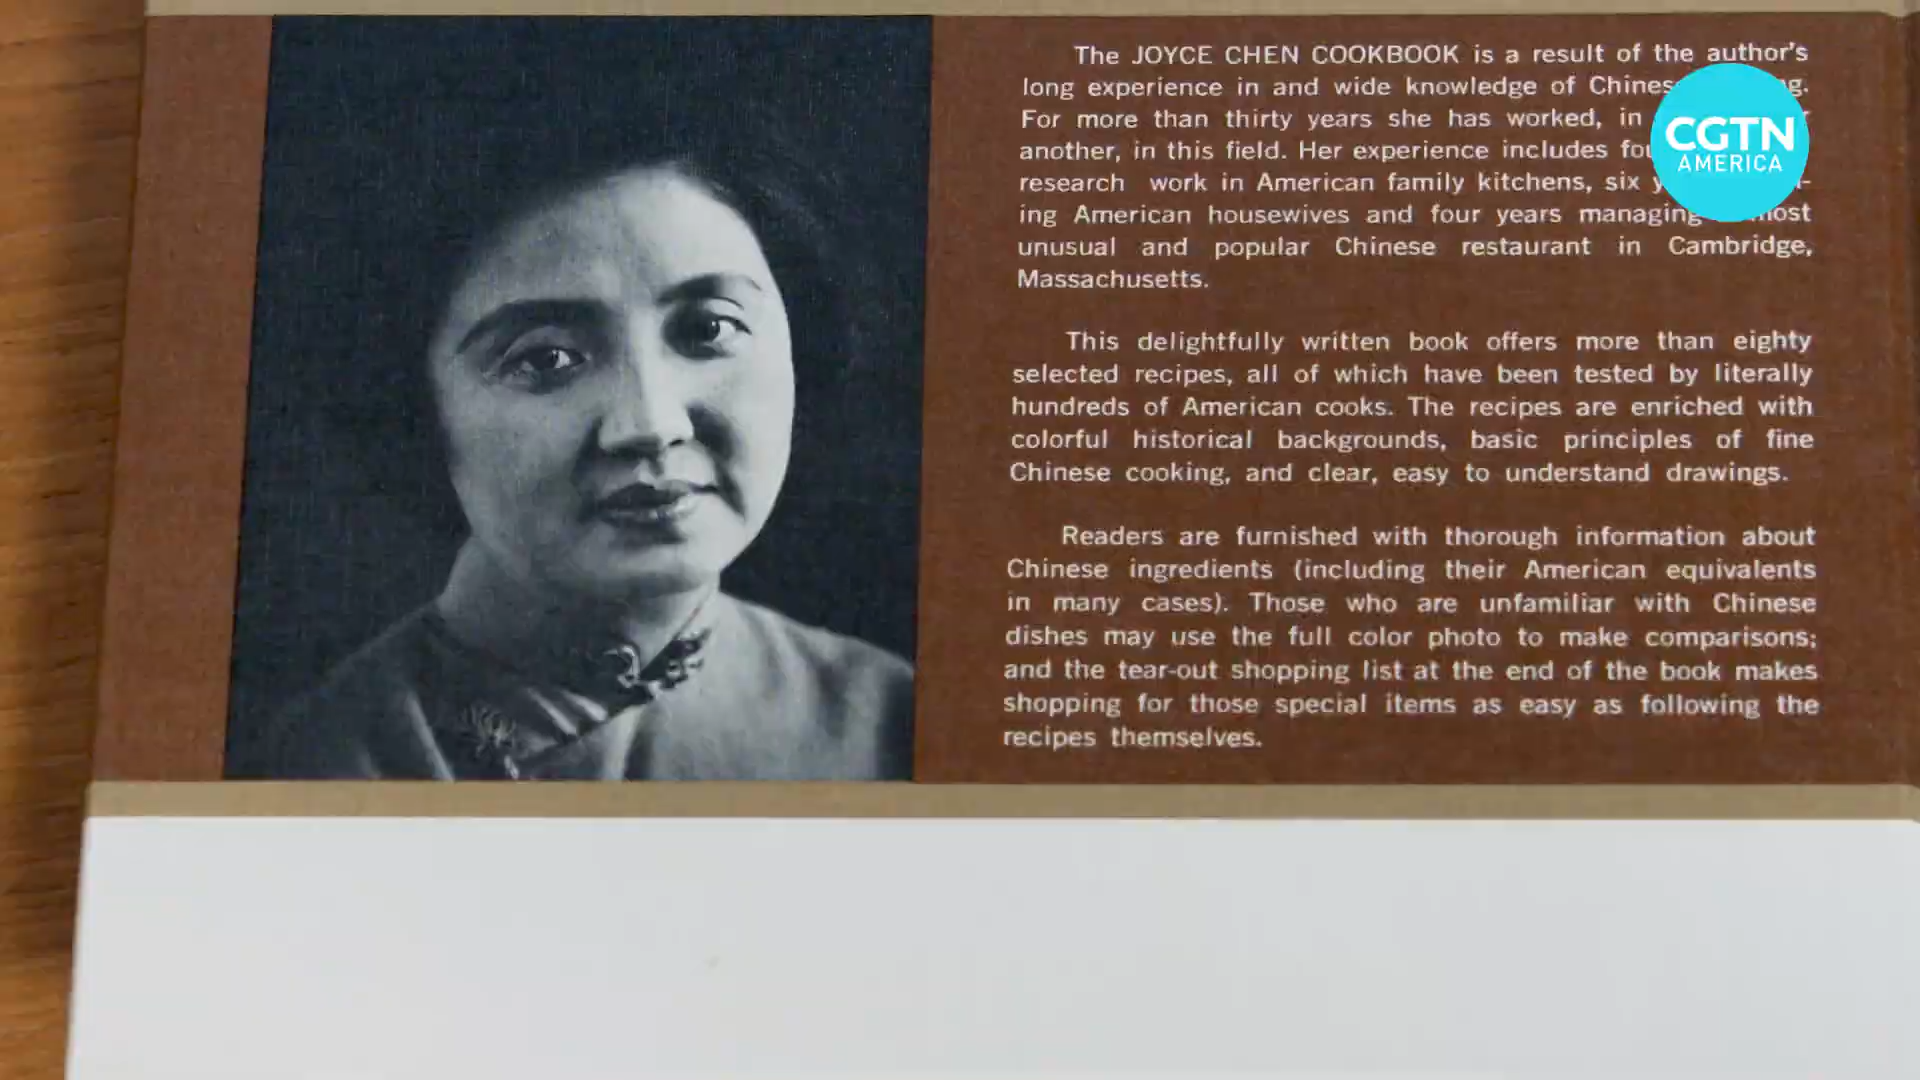 The JOYCE CHEN COOKBOOK is a result of the author's
long experience in and wide knowledge of Chinese
For more than thirty years she has worked, in
another, in this field. Her experience includes
research work in American family kitchens, six
ing American housewives and four years managing most
unusual and popular Chinese restaurant in Cambridge,
Massachusetts.
This delightfully written book offers more than eighty
selected recipes, all of which have been tested by literally
hundreds of American cooks. The recipes are enriched with
colorful historical backgrounds, basic principles of fine
Chinese cooking, and clear, easy to understand drawings.
Readers are furnished with thorough information about
Chinese ingredients (including their American equivalents
in many cases). Those who are unfamiliar with Chinese
dishes may use the full color photo to make comparisons;
and the tear-out shopping list at the end of the book makes
shopping for those special items as easy as following the
recipes themselves.
CGTN
AMERICA